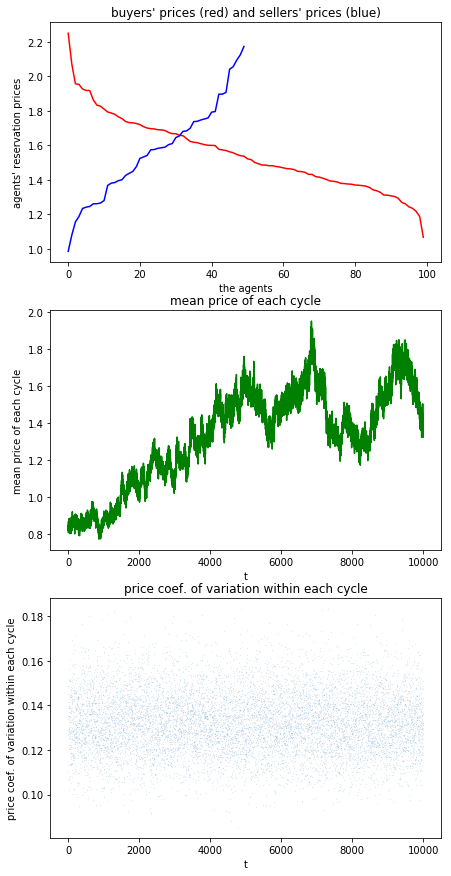 buyers' prices (red) and sellers' prices (blue)
agents' reservation prices
2.2
2.0
1.8
1.6
1.4
1.2
1.0
0 20 40 60 80 100
the agents
mean price of each cycle
mean price of each cycle
2.0
1.8
1.6
1.4
1.2
1.0
0.8
0 2000 4000 6000 8000 10000
t
price coef. of variation within each cycle
price coef. of variation within each cycle
0.18
0.16
0.14
0.12
0.10
0 2000 4000 6000 8000 10000
t